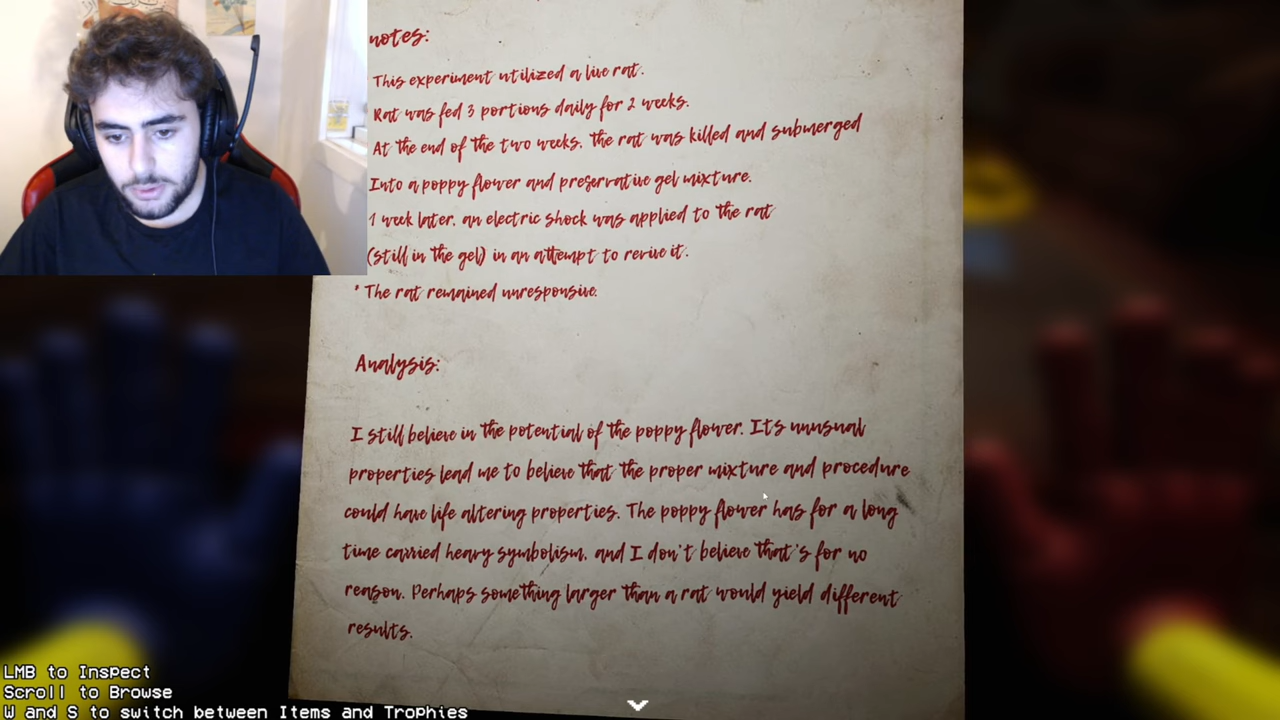 notes:
This experiment utilized a live rat.
Rat was fed 3 portions daily for 2 weeks.
At the end of the two weeks, the rat was killed and submerged
Into a poppy flower and preservative gel mixture.
1 week later, an electric shock was applied to the rat
(still in the gel) in an attempt to revive it.
* The rat remained unresponsive.
Analysis:
I still believe in the potential of the poppy flower. Its unusual
properties lead me to believe that the proper mixture and procedure
could have life altering properties. The poppy flower has for a long
time carried heavy symbolism, and I don't believe that's for no
reason. Perhaps something larger than a rat would yield different
results.
LMB to Inspect
Scroll to Browse
W and S to switch between Items and Trophies